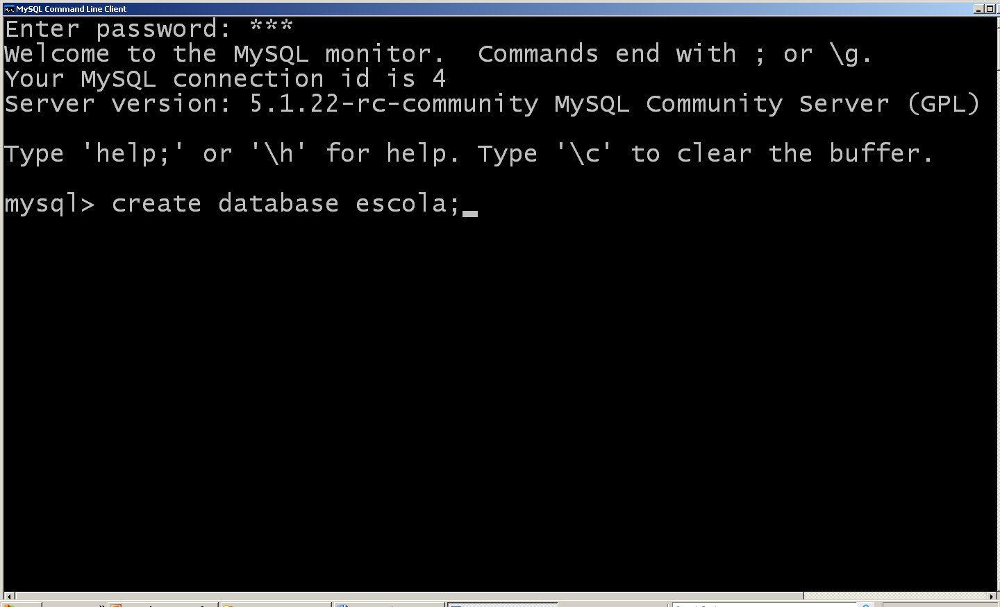 MySQL Command Line Client
Enter password: ***
Welcome to the MySQL monitor.  Commands end with ; or \g.
Your MySQL connection id is 4
Server version: 5.1.22-rc-community MySQL Community Server (GPL)
Type 'help;' or '\h' for help. Type '\c' to clear the buffer.
mysql> create database escola;